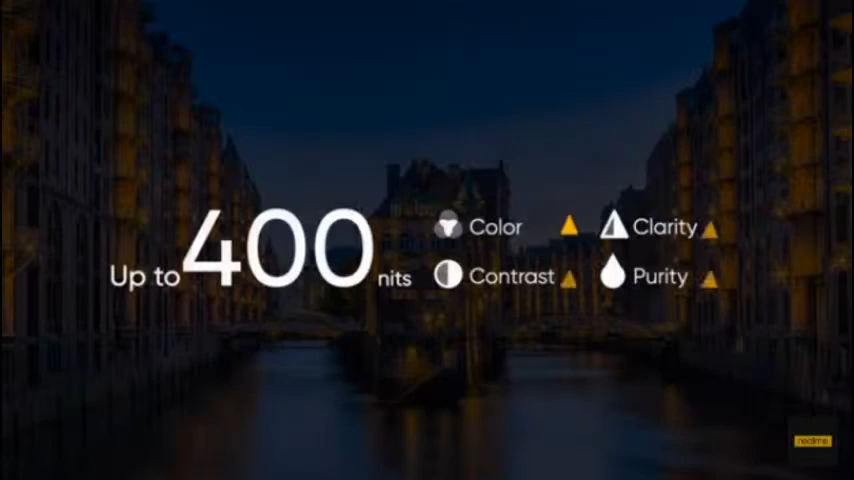 Up to 400 nits
Color
Clarity
Contrast
Purity
realme